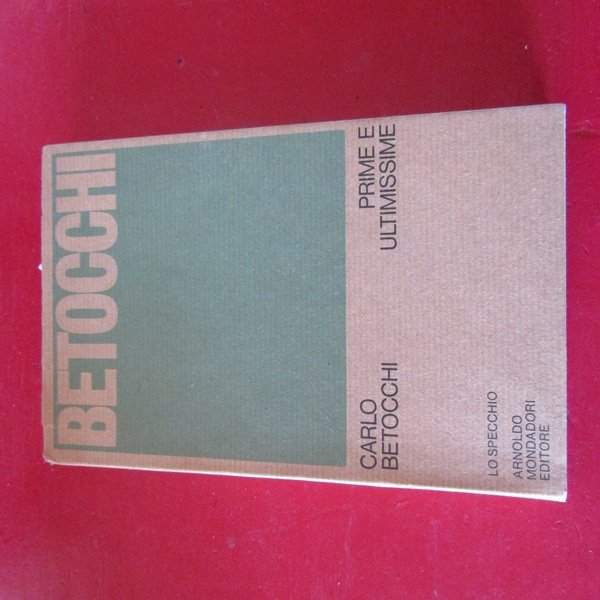 BETOCCHI
CARLO
BETOCCHI
PRIME E
ULTIMISSIME
LO SPECCHIO
ARNOLDO
MONDADORI
EDITORE